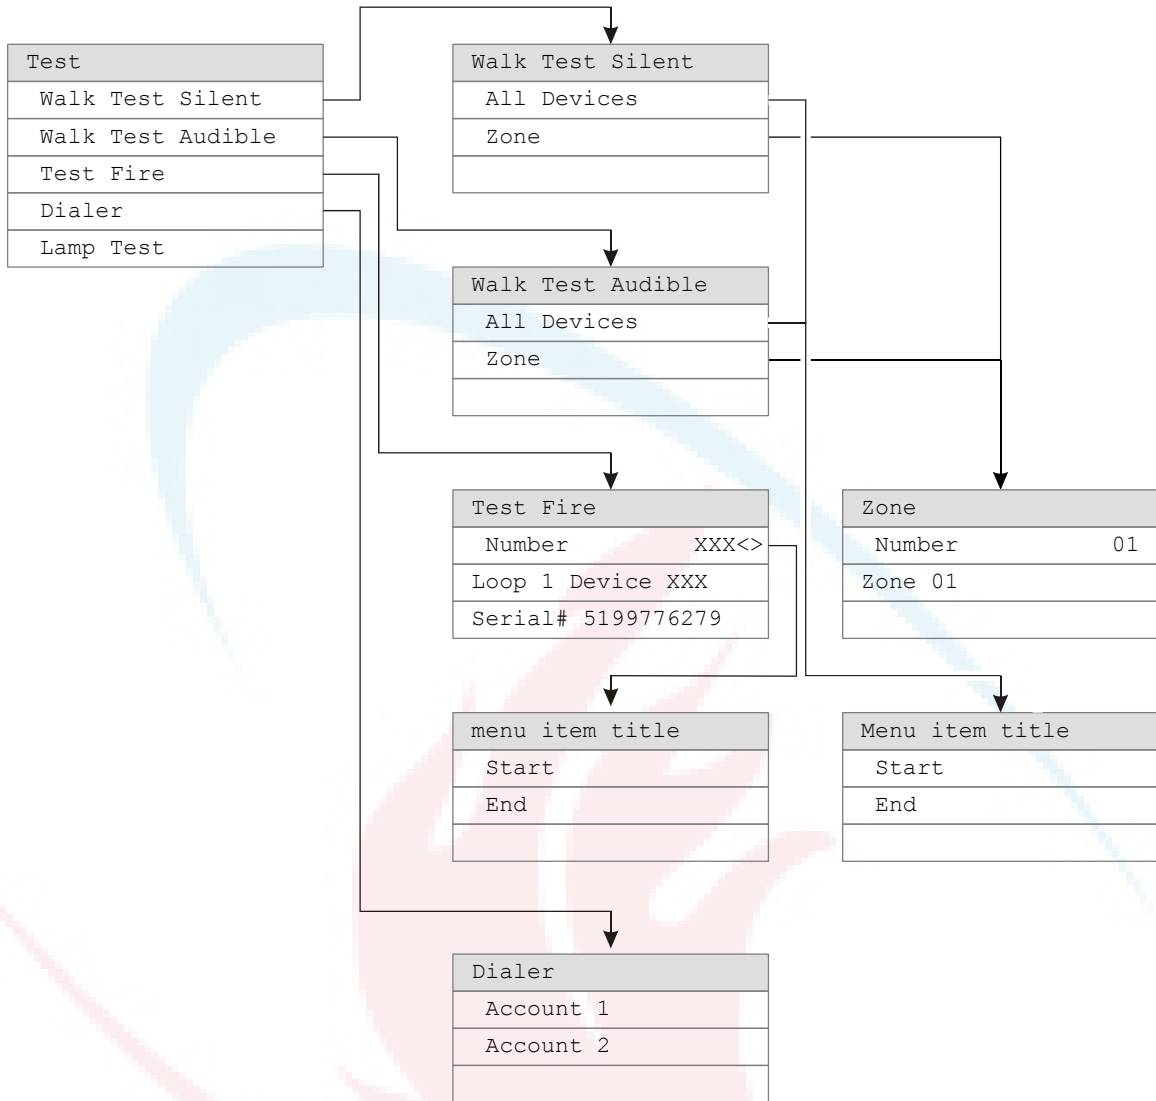 Test
Walk Test Silent
Walk Test Audible
Test Fire
Dialer
Lamp Test
Walk Test Silent
All Devices
Zone
Walk Test Audible
All Devices
Zone
Test Fire
Number XXX<>
Loop 1 Device XXX
Serial# 5199776279
Zone
Number 01
Zone 01
menu item title
Start
End
Menu item title
Start
End
Dialer
Account 1
Account 2